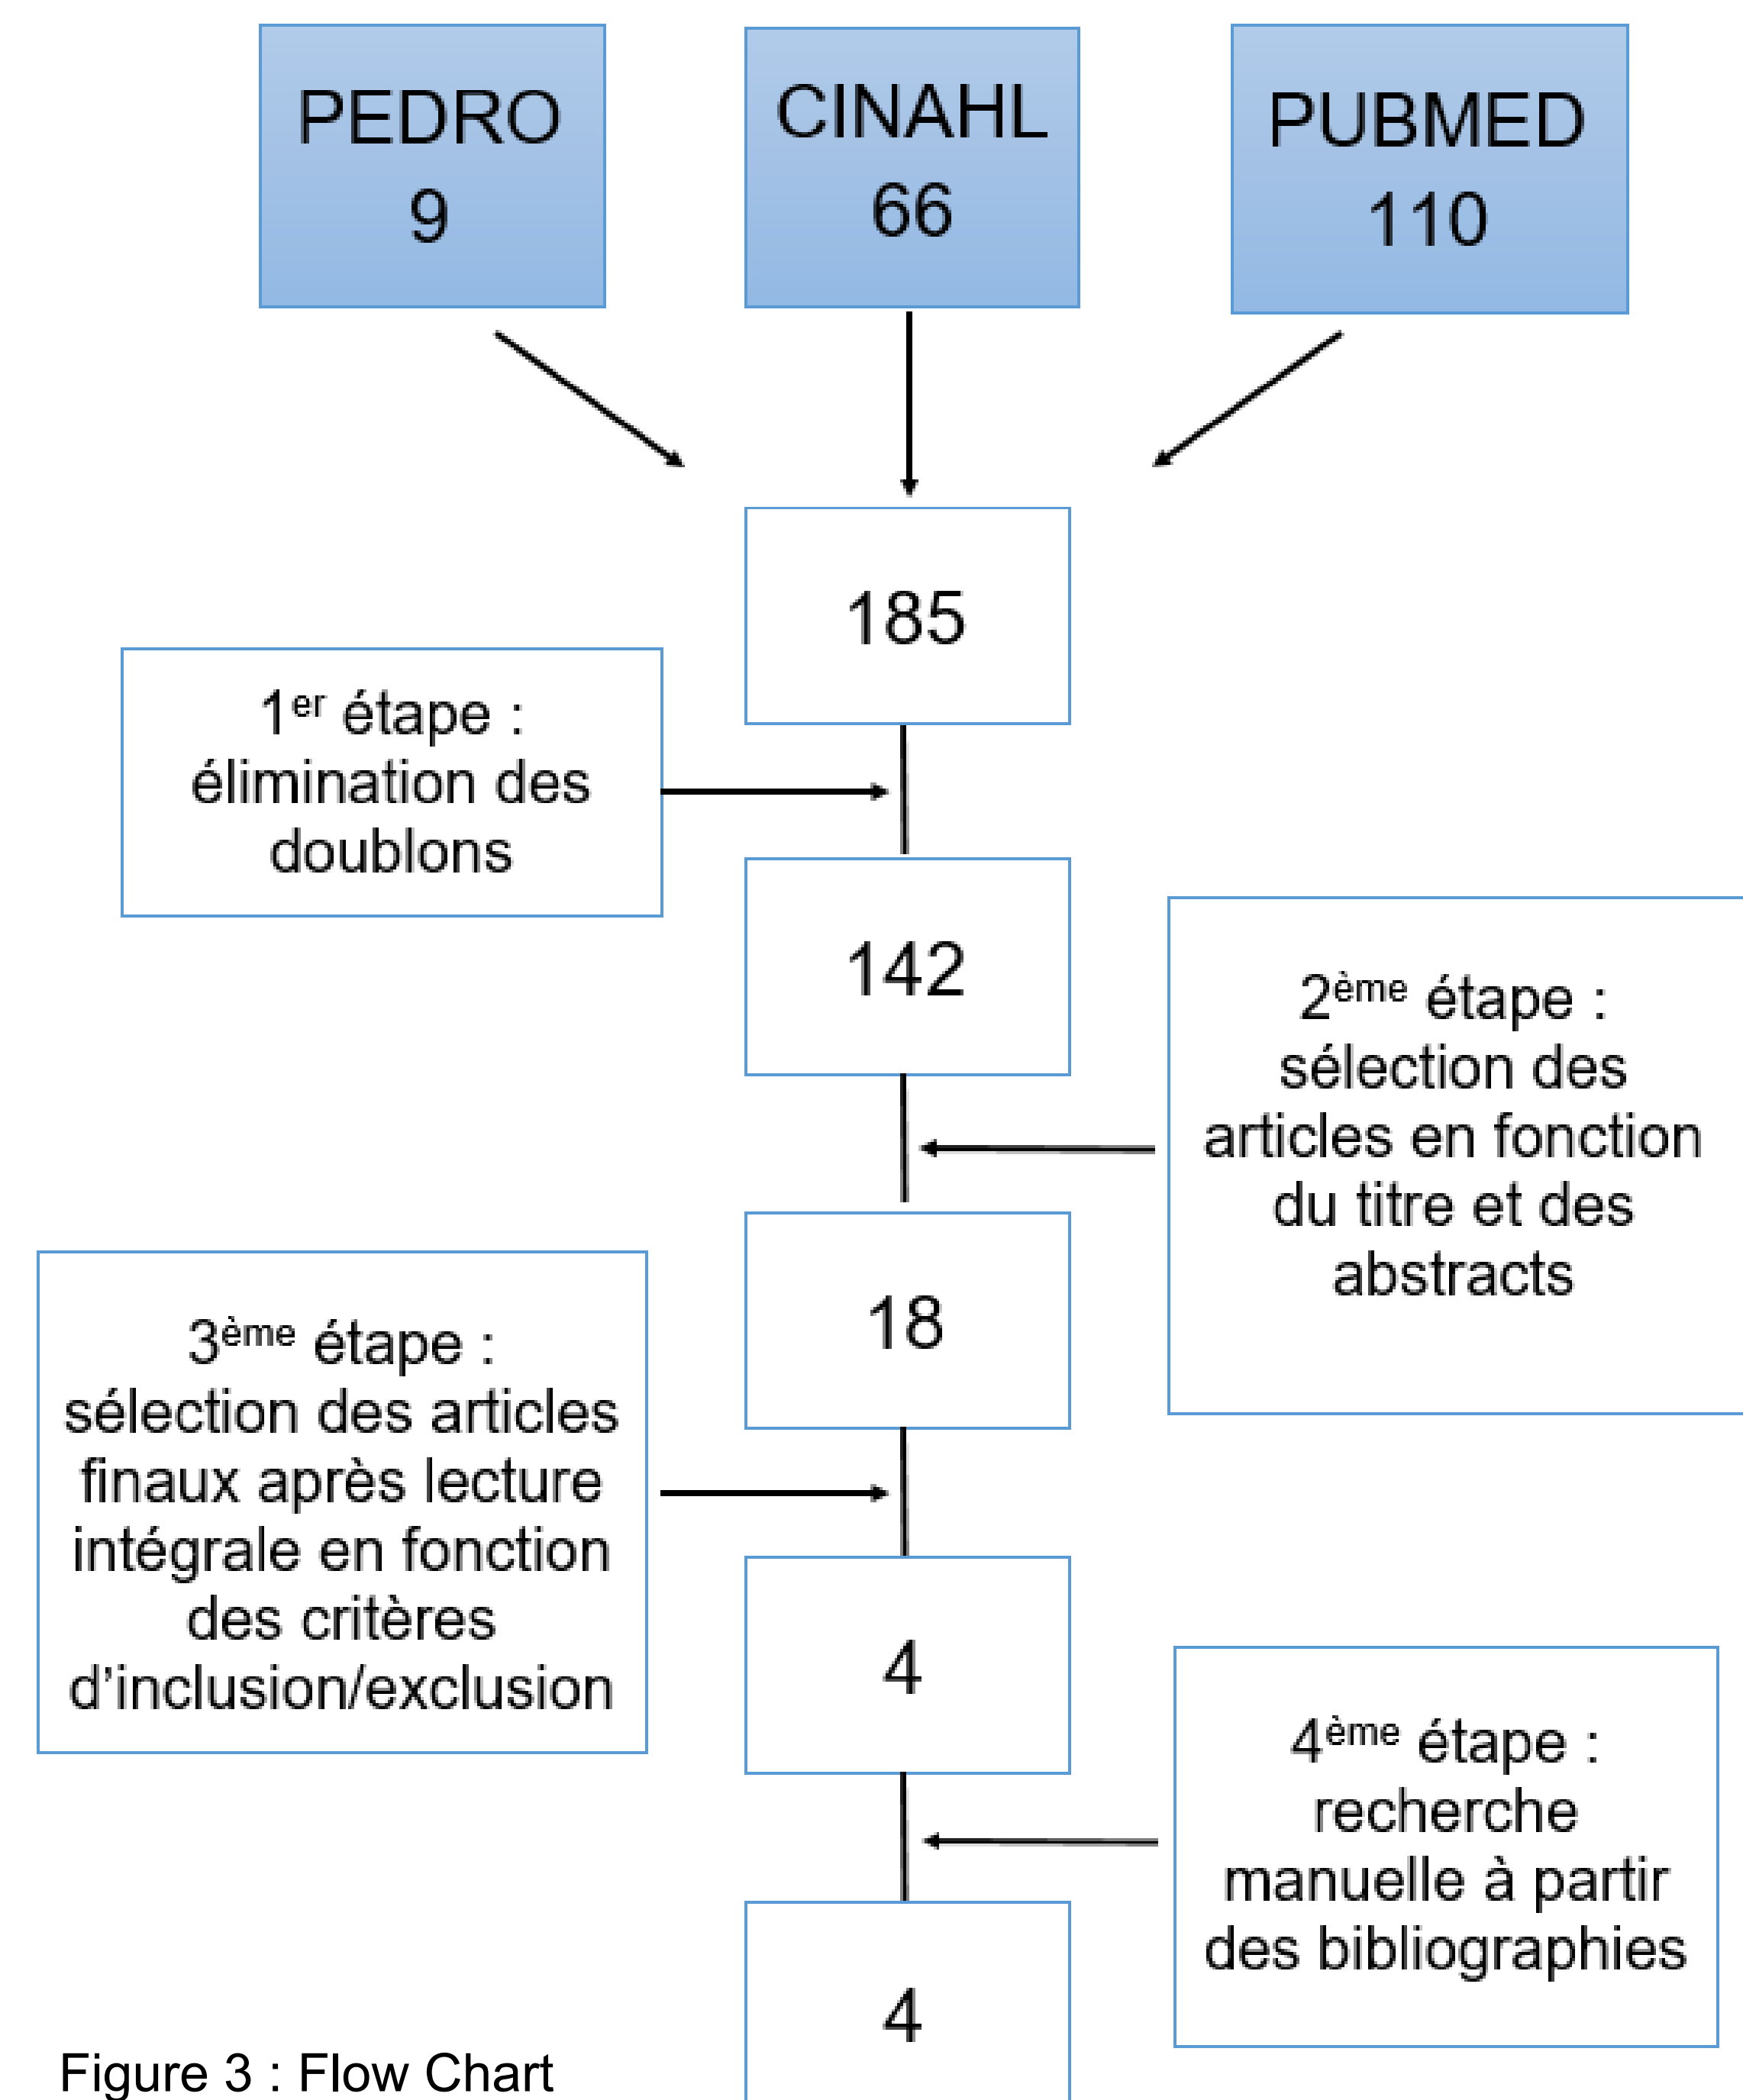 PEDRO
9
CINAHL
66
PUBMED
110
185
1er étape :
élimination des
doublons
142
2ème étape :
sélection des
articles en fonction
du titre et des
abstracts
18
3ème étape :
sélection des articles
finaux après lecture
intégrale en fonction
des critères
d’inclusion/exclusion
4
4ème étape :
recherche
manuelle à partir
des bibliographies
4
Figure 3 : Flow Chart